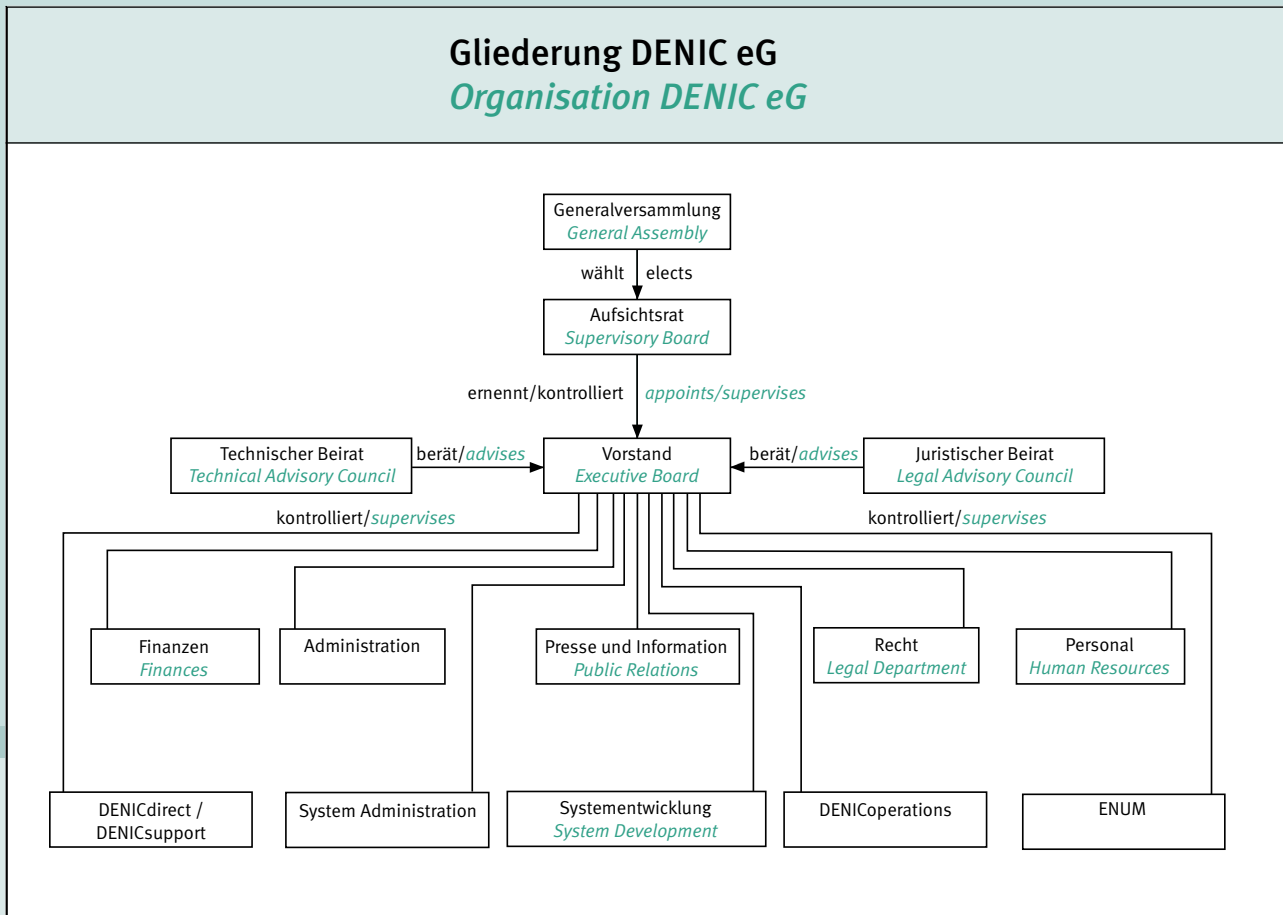 Gliederung DENIC eG
Organisation DENIC eG
Generalversammlung
General Assembly
wählt elects
Aufsichtsrat
Supervisory Board
ernennt/kontrolliert appoints/supervises
Technischer Beirat
Technical Advisory Council
berät/advises
Vorstand
Executive Board
berät/advises
Juristischer Beirat
Legal Advisory Council
kontrolliert/supervises
kontrolliert/supervises
Finanzen
Finances
Administration
Presse und Information
Public Relations
Recht
Legal Department
Personal
Human Resources
DENICdirect /
DENICsupport
System Administration
Systementwicklung
System Development
DENICoperations
ENUM